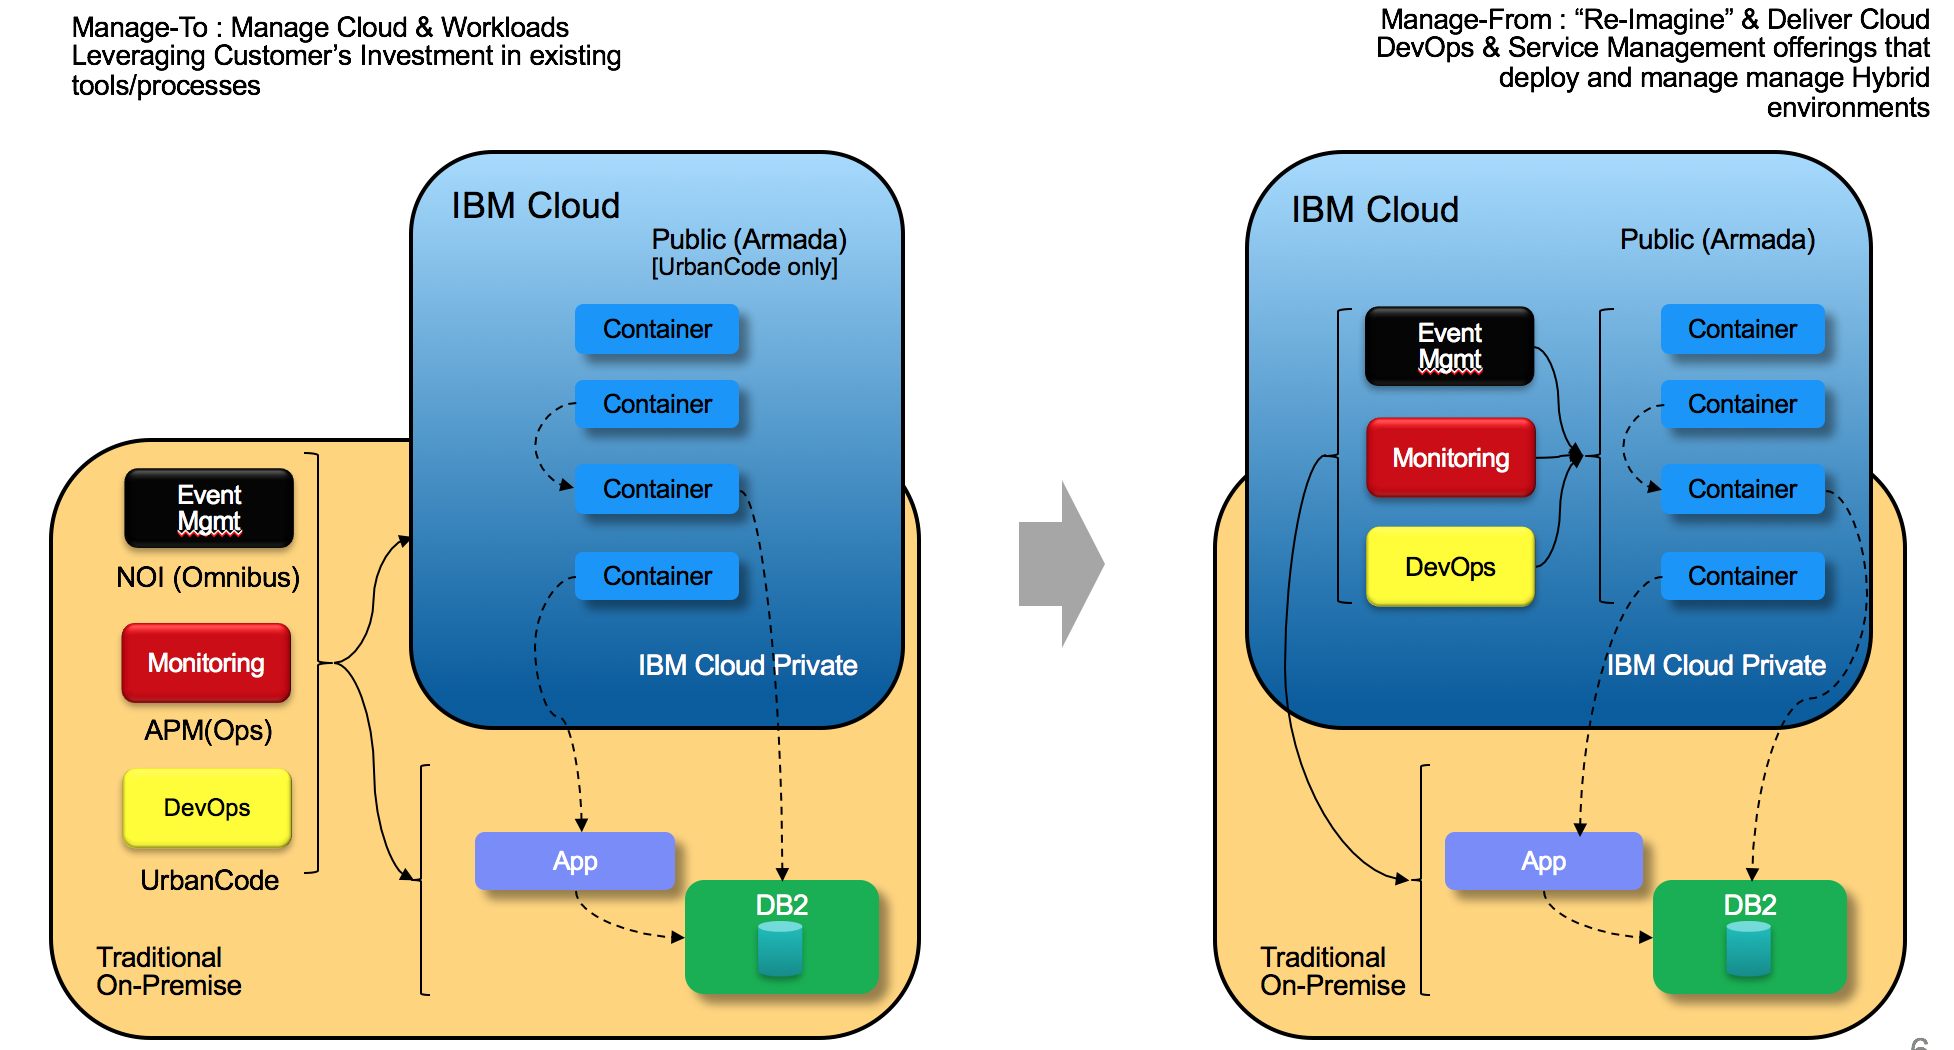 Manage-To : Manage Cloud & Workloads
Leveraging Customer’s Investment in existing
tools/processes
IBM Cloud
Public (Armada)
[UrbanCode only]
Container
Container
Container
Container
IBM Cloud Private
Event
Mgmt
NOI (Omnibus)
Monitoring
APM(Ops)
DevOps
UrbanCode
App
DB2
Traditional
On-Premise
Manage-From : “Re-Imagine” & Deliver Cloud
DevOps & Service Management offerings that
deploy and manage manage Hybrid
environments
IBM Cloud
Public (Armada)
Event
Mgmt
Monitoring
DevOps
Container
Container
Container
Container
IBM Cloud Private
App
DB2
Traditional
On-Premise
6